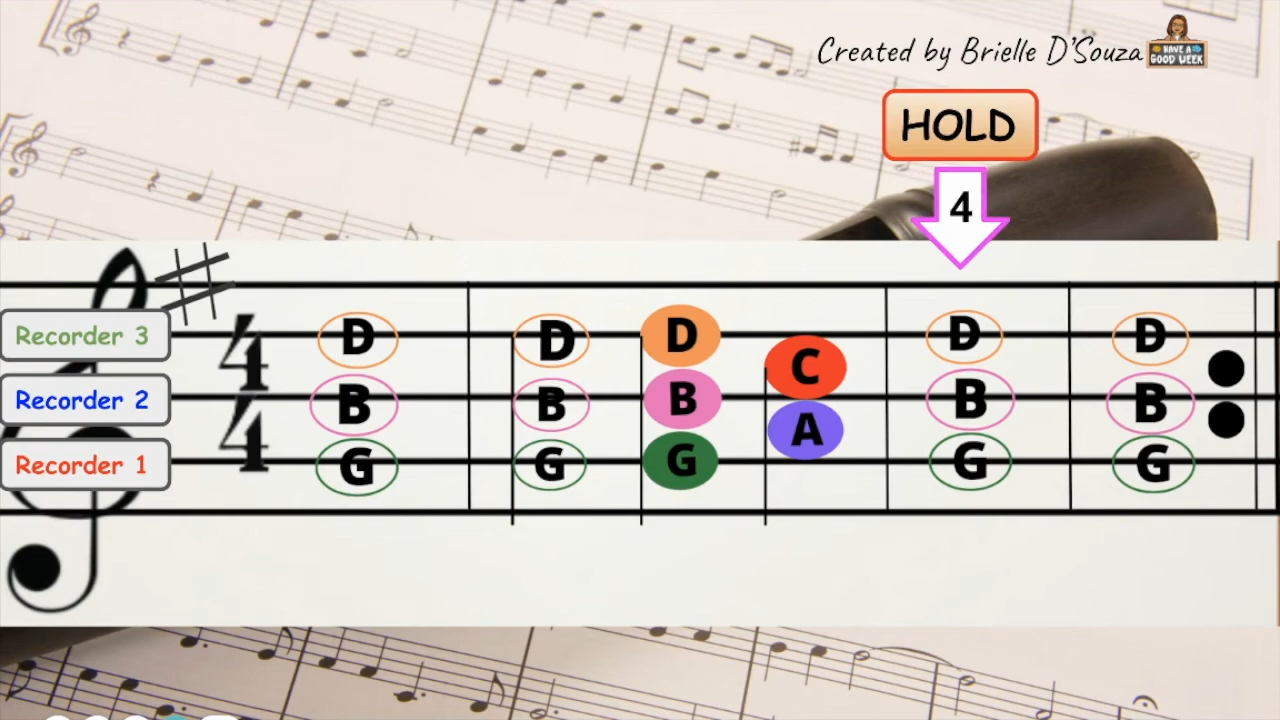 Created by Brielle D'Souza
HAVE A
GOOD WEEK
HOLD
4
Recorder 3
Recorder 2
Recorder 1
4
4
D D D D D
C
B B B B B
A
G G G G G